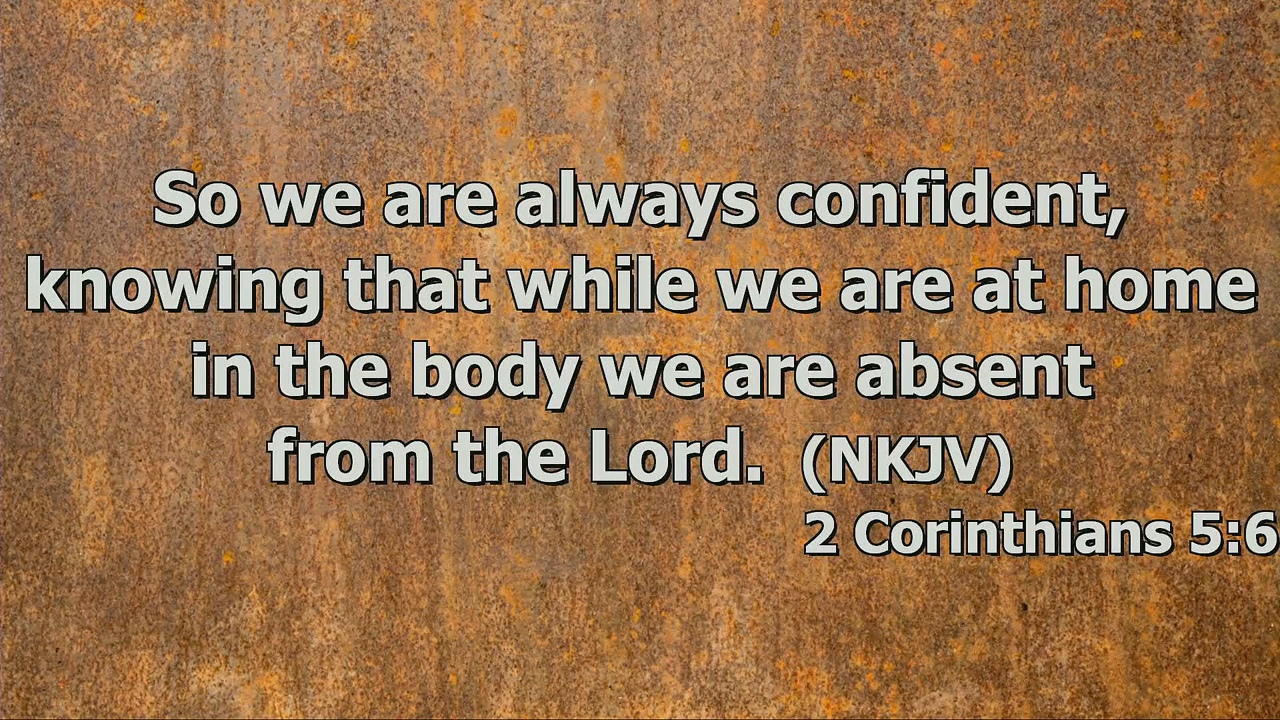 So we are always confident,
knowing that while we are at home
in the body we are absent
from the Lord. (NKJV)
2 Corinthians 5:6